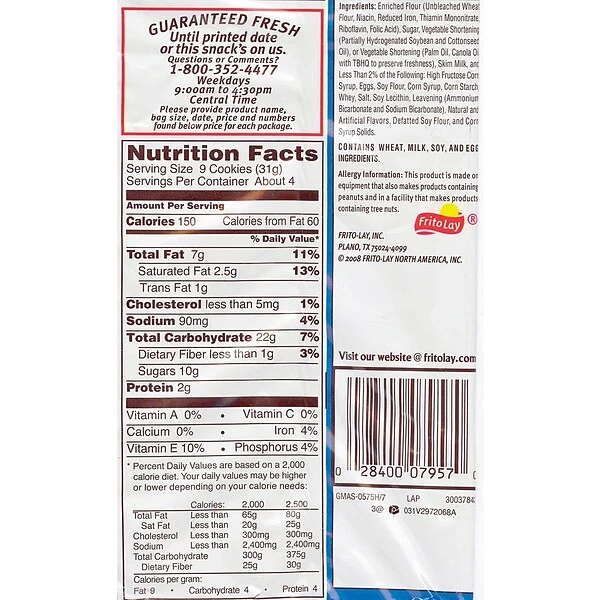 GUARANTEED FRESH
Until printed date
or this snack's on us.
Questions or Comments?
1-800-352-4477
Weekdays
9:00am to 4:30pm
Central Time
Please provide product name,
bag size, date, price and numbers
found below price for each package.
Nutrition Facts
Serving Size 9 Cookies (31g)
Servings Per Container About 4
Amount Per Serving
Calories 150 Calories from Fat 60
% Daily Value*
Total Fat 7g 11%
Saturated Fat 2.5g 13%
Trans Fat 1g
Cholesterol less than 5mg 1%
Sodium 90mg 4%
Total Carbohydrate 22g 7%
Dietary Fiber less than 1g 3%
Sugars 10g
Protein 2g
Vitamin A 0% • Vitamin C 0%
Calcium 0% • Iron 4%
Vitamin E 10% • Phosphorus 4%
* Percent Daily Values are based on a 2,000
calorie diet. Your daily values may be higher
or lower depending on your calorie needs:
Calories: 2,000 2,500
Total Fat Less than 65g 80g
Sat Fat Less than 20g 25g
Cholesterol Less than 300mg 300mg
Sodium Less than 2,400mg 2,400mg
Total Carbohydrate 300g 375g
Dietary Fiber 25g 30g
Calories per gram:
Fat 9 • Carbohydrate 4 • Protein 4
Ingredients: Enriched Flour (Unbleached Wheat
Flour, Niacin, Reduced Iron, Thiamin Mononitrate,
Riboflavin, Folic Acid), Sugar, Vegetable Shortening
(Partially Hydrogenated Soybean and Cottonseed
Oil), or Vegetable Shortening (Palm Oil, Canola Oil
with TBHQ to preserve freshness), Skim Milk, and
Less Than 2% of the Following: High Fructose Corn
Syrup, Eggs, Soy Flour, Corn Syrup, Corn Starch,
Whey, Salt, Soy Lecithin, Leavening (Ammonium
Bicarbonate and Sodium Bicarbonate), Natural and
Artificial Flavors, Defatted Soy Flour, and Corn
Syrup Solids.
CONTAINS WHEAT, MILK, SOY, AND EGG
INGREDIENTS.
Allergy Information: This product is made on
equipment that also makes products containing
peanuts and in a facility that makes products
containing tree nuts.
Frito Lay ®
FRITO-LAY, INC.
PLANO, TX 75024-4099
© 2008 FRITO-LAY NORTH AMERICA, INC.
Visit our website @ fritolay.com
0 28400 07957
GMAS-0575H/7 LAP 3003784
3@ 031V2972068A